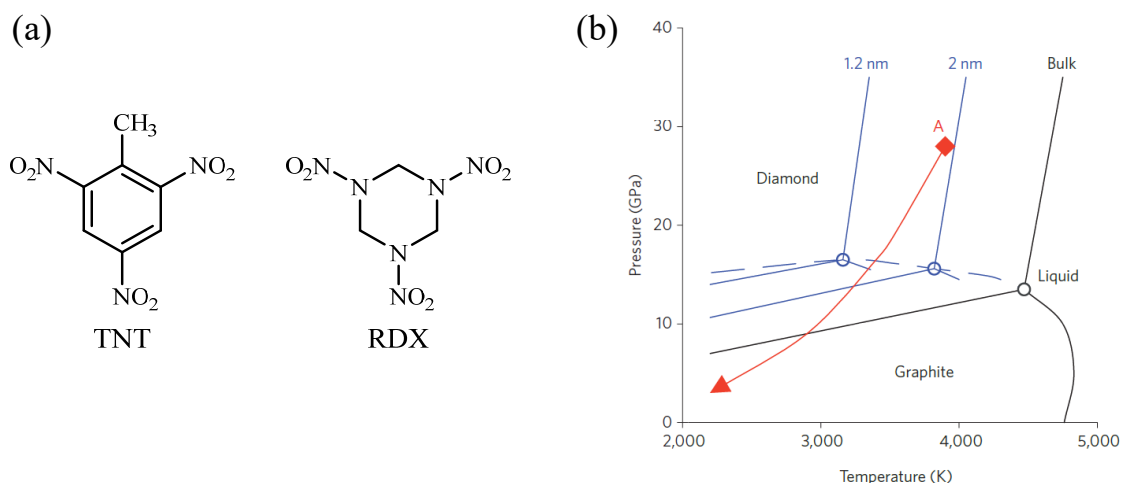 (a)
CH3
O2N
NO2
NO2
TNT
O2N
N
N
NO2
N
NO2
RDX
(b)
40
30
20
10
0
Pressure (GPa)
1.2 nm
2 nm
Bulk
A
Diamond
Liquid
Graphite
2,000
3,000
4,000
5,000
Temperature (K)